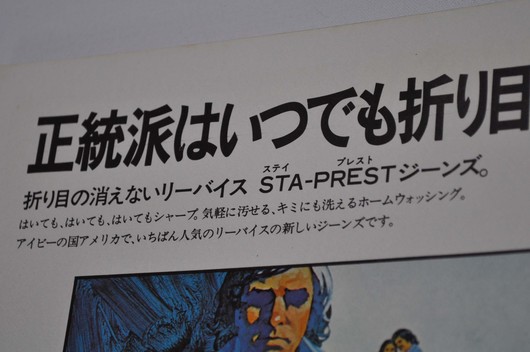 正統派はいつでも折り目
ステイ プレスト
折り目の消えないリーバイス STA-PRESTジーンズ。
はいても、はいても、はいてもシャープ。気軽に汚せる、キミにも洗えるホームウォッシング。
アイビーの国アメリカで、いちばん人気のリーバイスの新しいジーンズです。